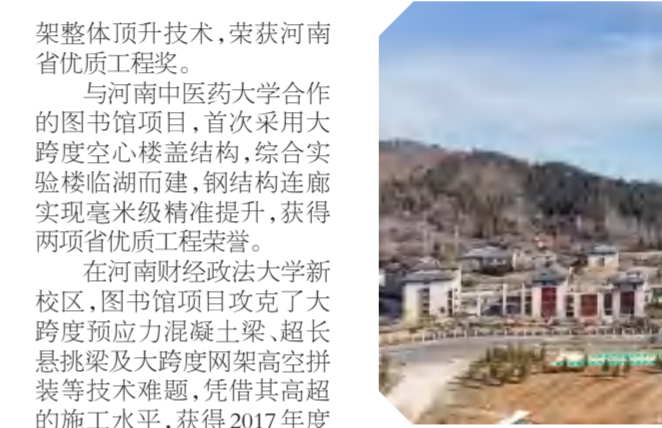 架整体顶升技术，荣获河南
省优质工程奖。
与河南中医药大学合作
的图书馆项目，首次采用大
跨度空心楼盖结构，综合实
验楼临湖而建，钢结构连廊
实现毫米级精准提升，获得
两项省优质工程荣誉。
在河南财经政法大学新
校区，图书馆项目攻克了大
跨度预应力混凝土梁、超长
悬挑梁及大跨度网架高空拼
装等技术难题，凭借其高超
的施工水平，获得2017年度